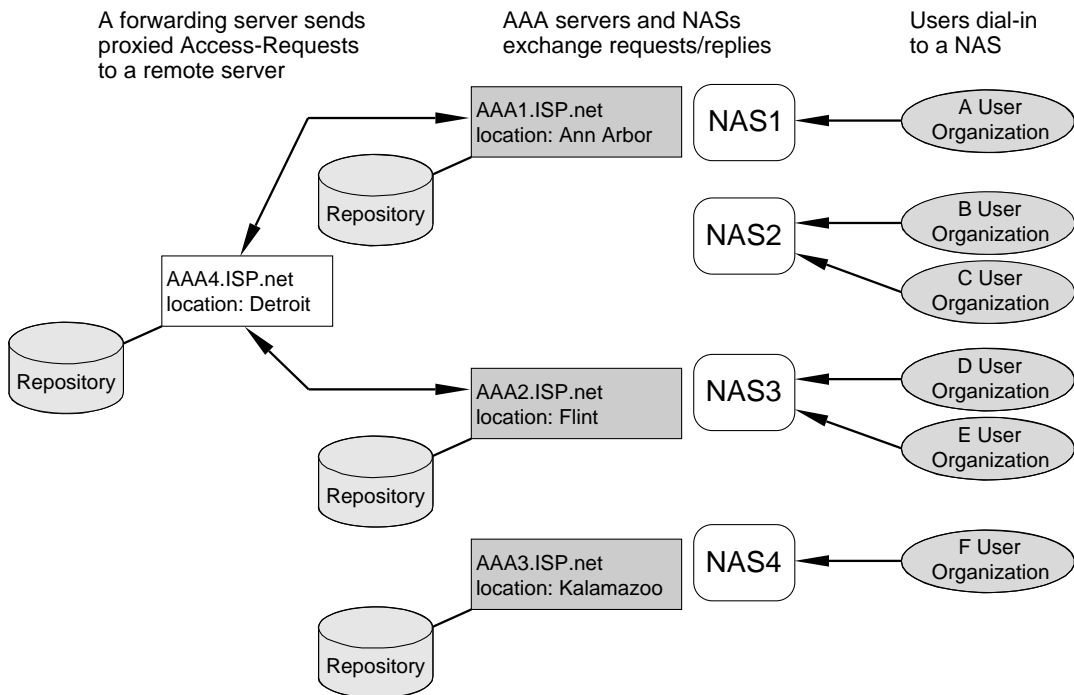 A forwarding server sends
proxied Access-Requests
to a remote server
AAA servers and NASs
exchange requests/replies
Users dial-in
to a NAS
AAA1.ISP.net
location: Ann Arbor
NAS1
A User
Organization
Repository
NAS2
B User
Organization
C User
Organization
AAA4.ISP.net
location: Detroit
Repository
AAA2.ISP.net
location: Flint
NAS3
D User
Organization
E User
Organization
Repository
AAA3.ISP.net
location: Kalamazoo
NAS4
F User
Organization
Repository